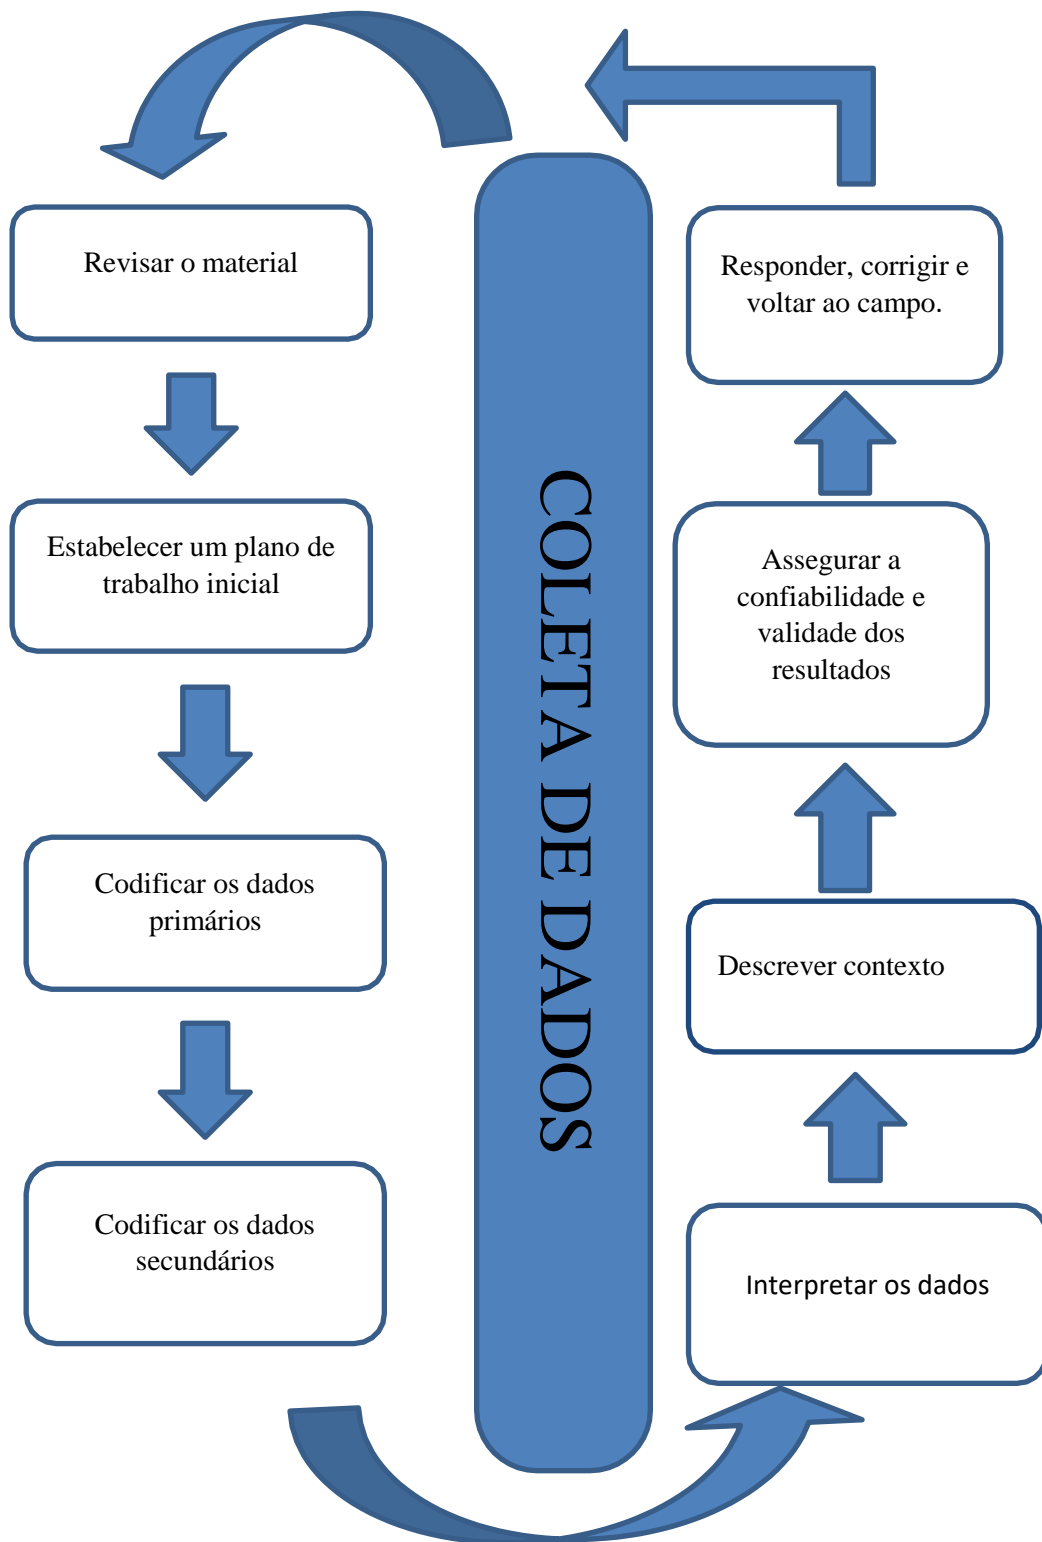 Revisar o material
Estabelecer um plano de
trabalho inicial
Codificar os dados
primários
Codificar os dados
secundários
COLETA DE DADOS
Responder, corrigir e
voltar ao campo.
Assegurar a
confiabilidade e
validade dos
resultados
Descrever contexto
Interpretar os dados